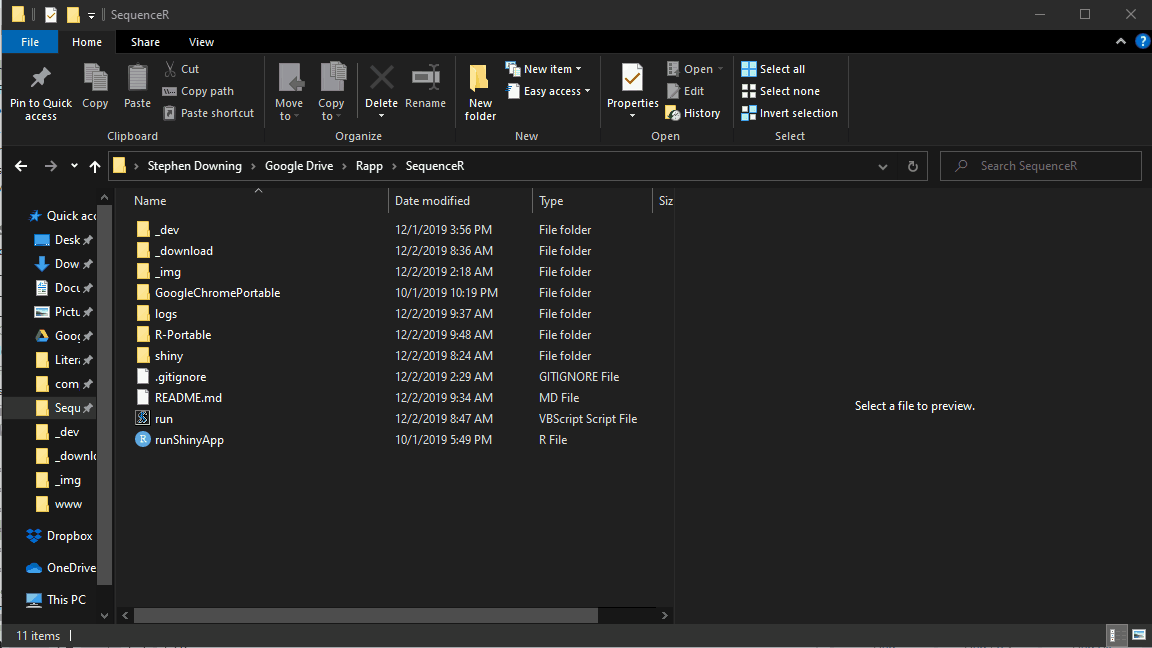 SequenceR
File Home Share View
Pin to Quick access
Copy
Paste
Cut
Copy path
Paste shortcut
Clipboard
Move to
Copy to
Delete
Rename
Organize
New folder
New item
Easy access
New
Properties
Open
Edit
History
Open
Select all
Select none
Invert selection
Select
Stephen Downing > Google Drive > Rapp > SequenceR
Search SequenceR
Quick acc
Desk
Dow
Docu
Pictu
Goog
Litera
com
Sequ
_dev
_downlo
_img
www
Dropbox
OneDrive
This PC
Name Date modified Type Siz
_dev 12/1/2019 3:56 PM File folder
_download 12/2/2019 8:36 AM File folder
_img 12/2/2019 2:18 AM File folder
GoogleChromePortable 10/1/2019 10:19 PM File folder
logs 12/2/2019 9:37 AM File folder
R-Portable 12/2/2019 9:48 AM File folder
shiny 12/2/2019 8:24 AM File folder
.gitignore 12/2/2019 2:29 AM GITIGNORE File
README.md 12/2/2019 9:34 AM MD File
run 12/2/2019 8:47 AM VBScript Script File
runShinyApp 10/1/2019 5:49 PM R File
Select a file to preview.
11 items